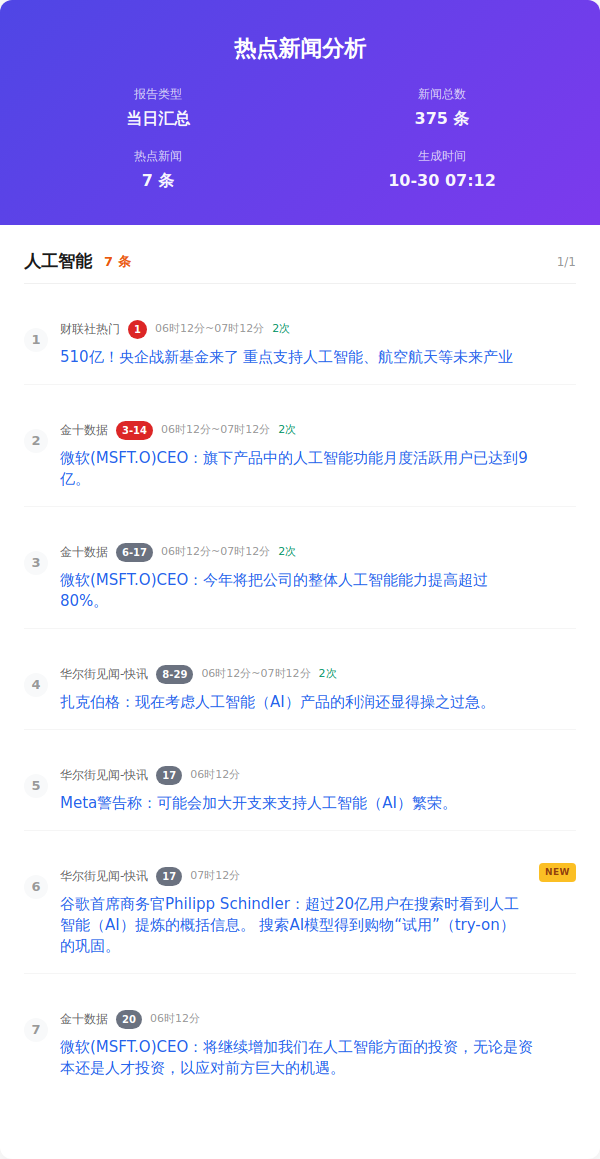 热点新闻分析
报告类型
新闻总数
当日汇总
375 条
热点新闻
生成时间
7 条
10-30 07:12
人工智能 7 条 1/1
1
财联社热门 1 06时12分~07时12分 2次
510亿！央企战新基金来了 重点支持人工智能、航空航天等未来产业
2
金十数据 3-14 06时12分~07时12分 2次
微软(MSFT.O)CEO：旗下产品中的人工智能功能月度活跃用户已达到9
亿。
3
金十数据 6-17 06时12分~07时12分 2次
微软(MSFT.O)CEO：今年将把公司的整体人工智能能力提高超过
80%。
4
华尔街见闻-快讯 8-29 06时12分~07时12分 2次
扎克伯格：现在考虑人工智能（AI）产品的利润还显得操之过急。
5
华尔街见闻-快讯 17 06时12分
Meta警告称：可能会加大开支来支持人工智能（AI）繁荣。
6
华尔街见闻-快讯 17 07时12分 NEW
谷歌首席商务官Philipp Schindler：超过20亿用户在搜索时看到人工
智能（AI）提炼的概括信息。 搜索AI模型得到购物“试用”（try-on）
的巩固。
7
金十数据 20 06时12分
微软(MSFT.O)CEO：将继续增加我们在人工智能方面的投资，无论是资
本还是人才投资，以应对前方巨大的机遇。